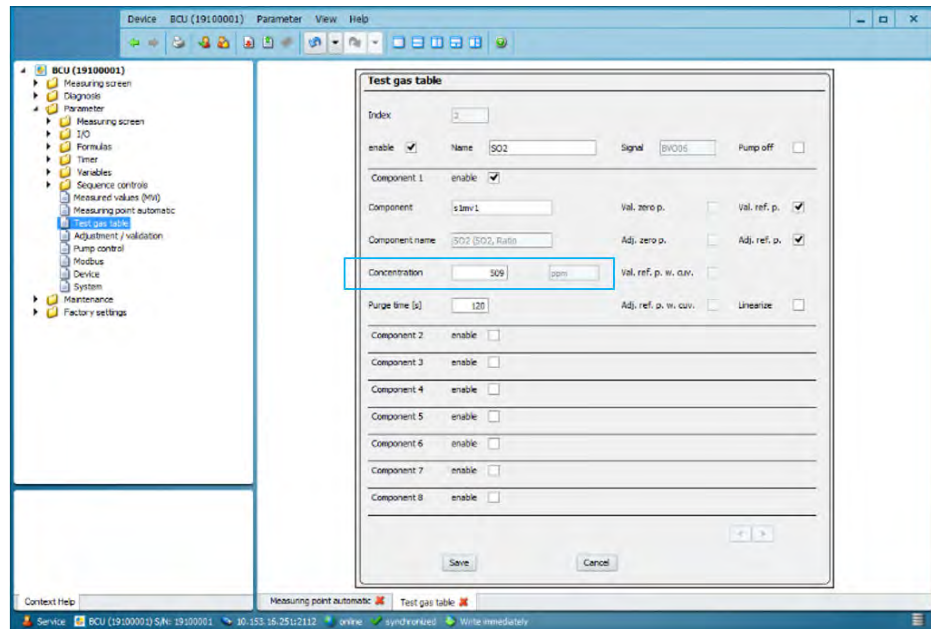 Device BCU (19100001) Parameter View Help
BCU (19100001)
Measuring screen
Diagnosis
Parameter
Measuring screen
I/O
Formulas
Timer
Variables
Sequence controls
Measured values (MVi)
Measuring point automatic
Test gas table
Adjustment / validation
Pump control
Modbus
Device
System
Maintenance
Factory settings
Context Help
Test gas table
Index 2
enable Name SO2 Signal BVO06 Pump off
Component 1 enable
Component s1mv1 Val. zero p. Val. ref. p.
Component name (SO2 (SO2, Ratio Adj. zero p. Adj. ref. p.
Concentration 509 ppm Val. ref. p. w. cuv.
Purge time [s] 120 Adj. ref. p. w. cuv. Linearize
Component 2 enable
Component 3 enable
Component 4 enable
Component 5 enable
Component 6 enable
Component 7 enable
Component 8 enable
< >
Save Cancel
Measuring point automatic Test gas table
Service BCU (19100001) S/N: 19100001 10.153.16.251:2112 online synchronized Write immediately